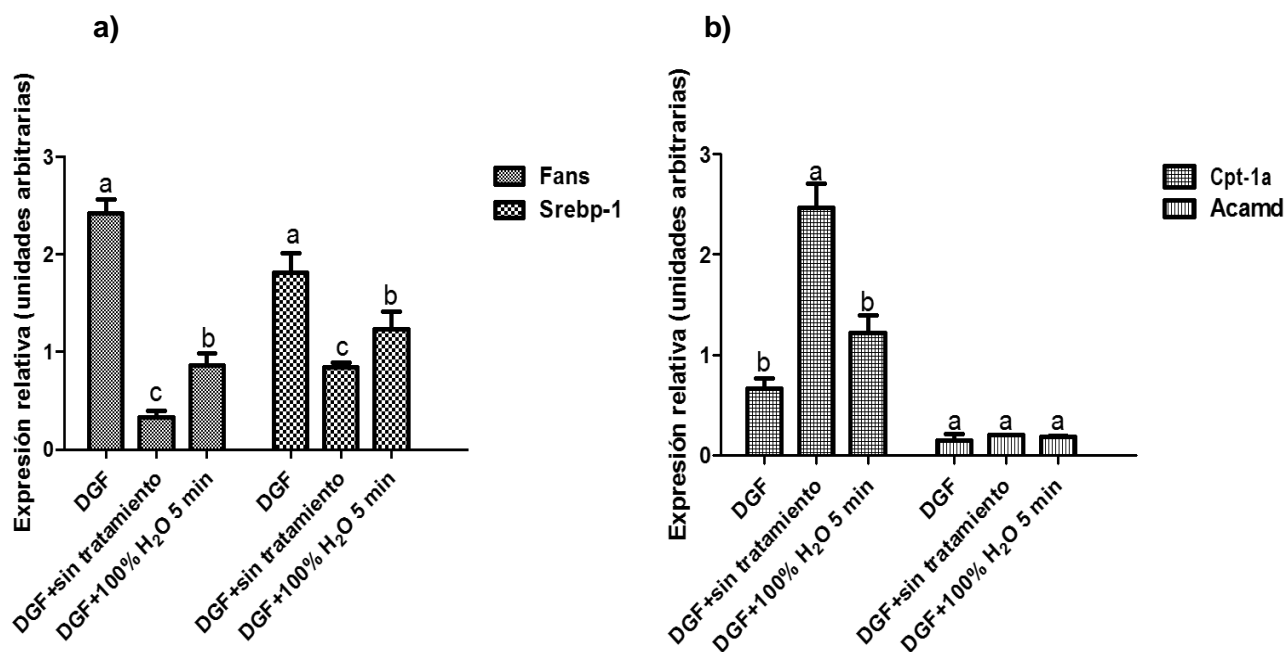 a)
Expresión relativa (unidades arbitrarias)
3
2
1
0
a
c
b
a
c
b
DGF
DGF+sin tratamiento
DGF+100% H₂O 5 min
DGF
DGF+sin tratamiento
DGF+100% H₂O 5 min
Fans
Srebp-1
b)
Expresión relativa (unidades arbitrarias)
3
2
1
0
b
a
b
a
a
a
DGF
DGF+sin tratamiento
DGF+100% H₂O 5 min
DGF
DGF+sin tratamiento
DGF+100% H₂O 5 min
Cpt-1a
Acamd